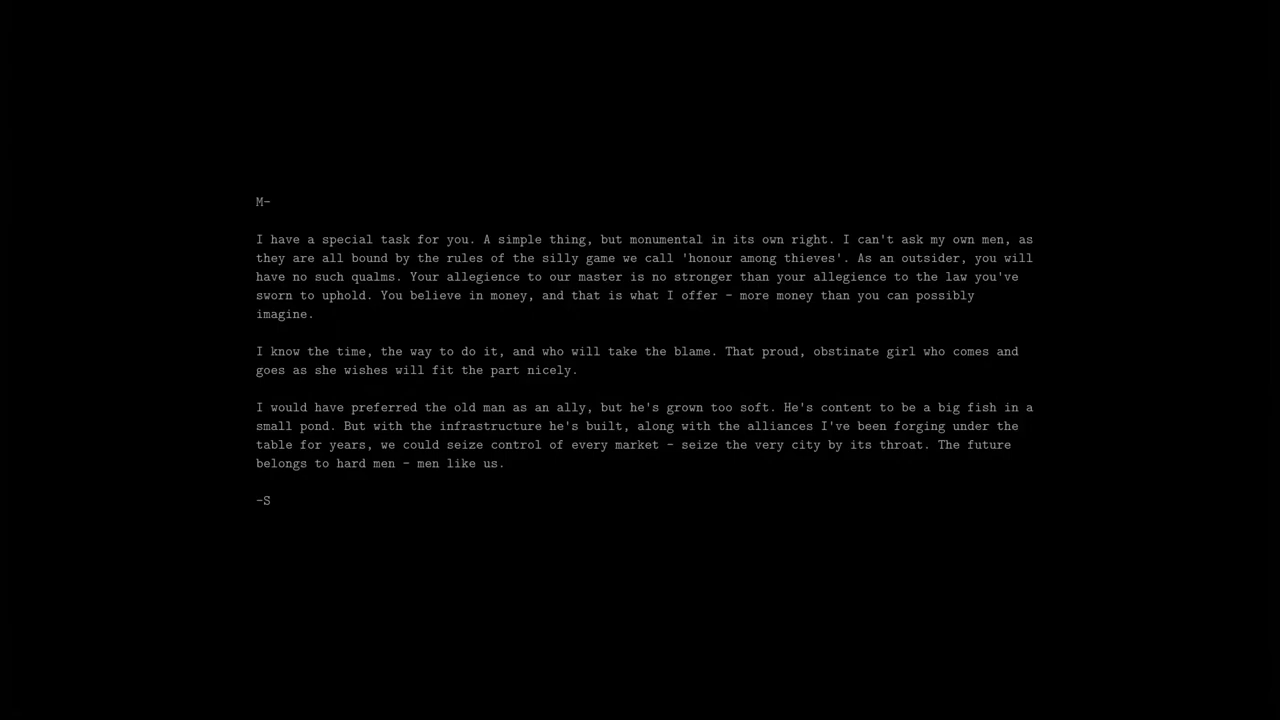 M-
I have a special task for you. A simple thing, but monumental in its own right. I can't ask my own men, as
they are all bound by the rules of the silly game we call 'honour among thieves'. As an outsider, you will
have no such qualms. Your allegience to our master is no stronger than your allegience to the law you've
sworn to uphold. You believe in money, and that is what I offer - more money than you can possibly
imagine.
I know the time, the way to do it, and who will take the blame. That proud, obstinate girl who comes and
goes as she wishes will fit the part nicely.
I would have preferred the old man as an ally, but he's grown too soft. He's content to be a big fish in a
small pond. But with the infrastructure he's built, along with the alliances I've been forging under the
table for years, we could seize control of every market - seize the very city by its throat. The future
belongs to hard men - men like us.
-S